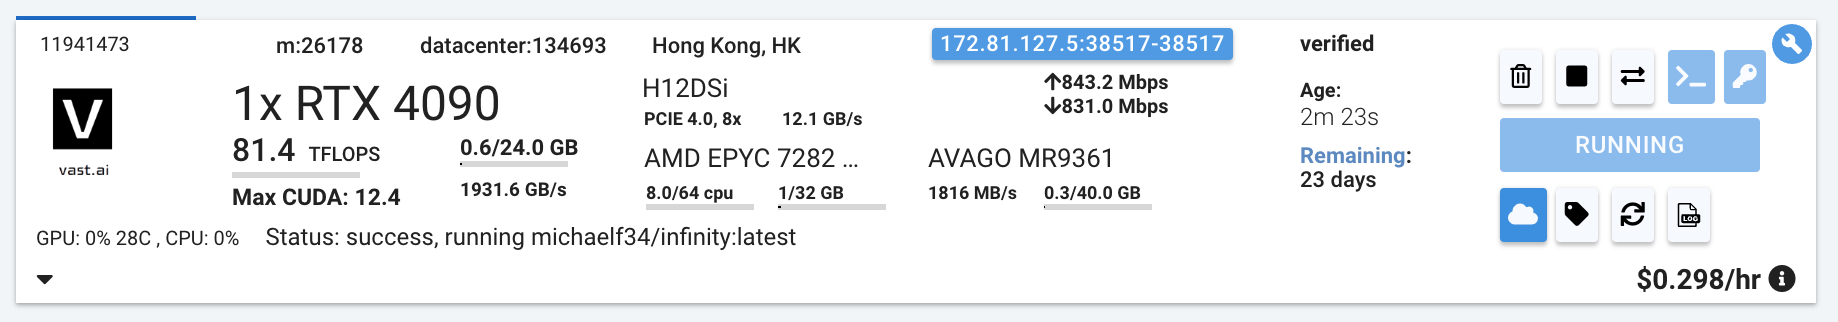 11941473 m:26178 datacenter:134693 Hong Kong, HK 172.81.127.5:38517-38517 verified
V
vast.ai
1x RTX 4090
81.4 TFLOPS 0.6/24.0 GB
Max CUDA: 12.4 1931.6 GB/s
H12DSi
PCIE 4.0, 8x 12.1 GB/s
↑843.2 Mbps
↓831.0 Mbps
AMD EPYC 7282 ... AVAGO MR9361
8.0/64 cpu 1/32 GB 1816 MB/s 0.3/40.0 GB
Age:
2m 23s
Remaining:
23 days
RUNNING
LOG
GPU: 0% 28C , CPU: 0% Status: success, running michaelf34/infinity:latest
$0.298/hr